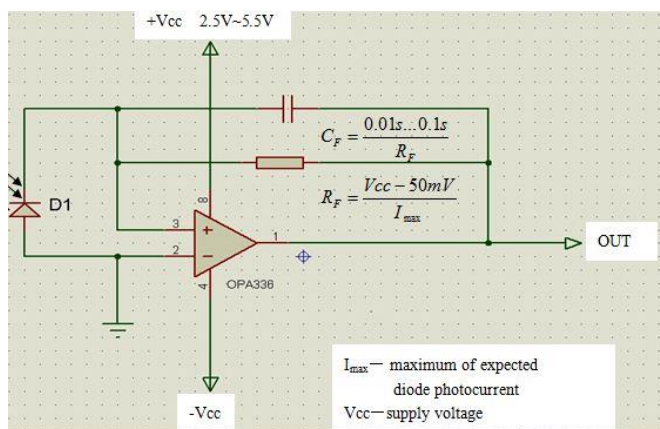 +Vcc 2.5V~5.5V
C_F = 0.01s...0.1s / R_F
D1
8
R_F = Vcc − 50mV / I_max
3
+
1
2
−
OUT
4
OPA336
I_max— maximum of expected
diode photocurrent
-Vcc
Vcc—supply voltage